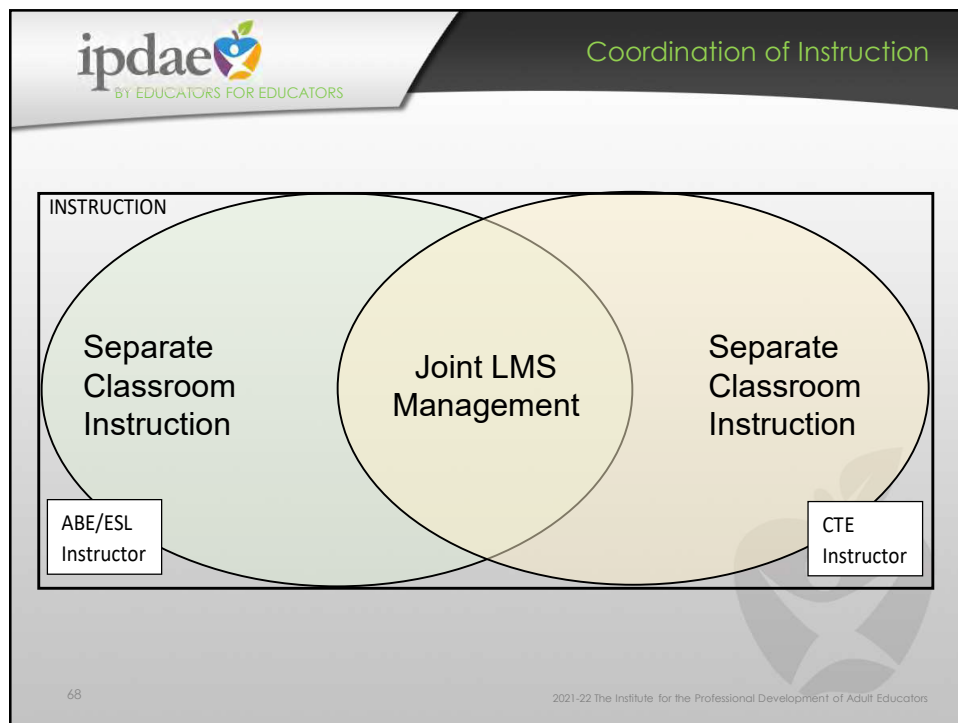 ipdae
BY EDUCATORS FOR EDUCATORS
Coordination of Instruction
INSTRUCTION
Separate
Classroom
Instruction
Joint LMS
Management
Separate
Classroom
Instruction
ABE/ESL
Instructor
CTE
Instructor
68
2021-22 The Institute for the Professional Development of Adult Educators